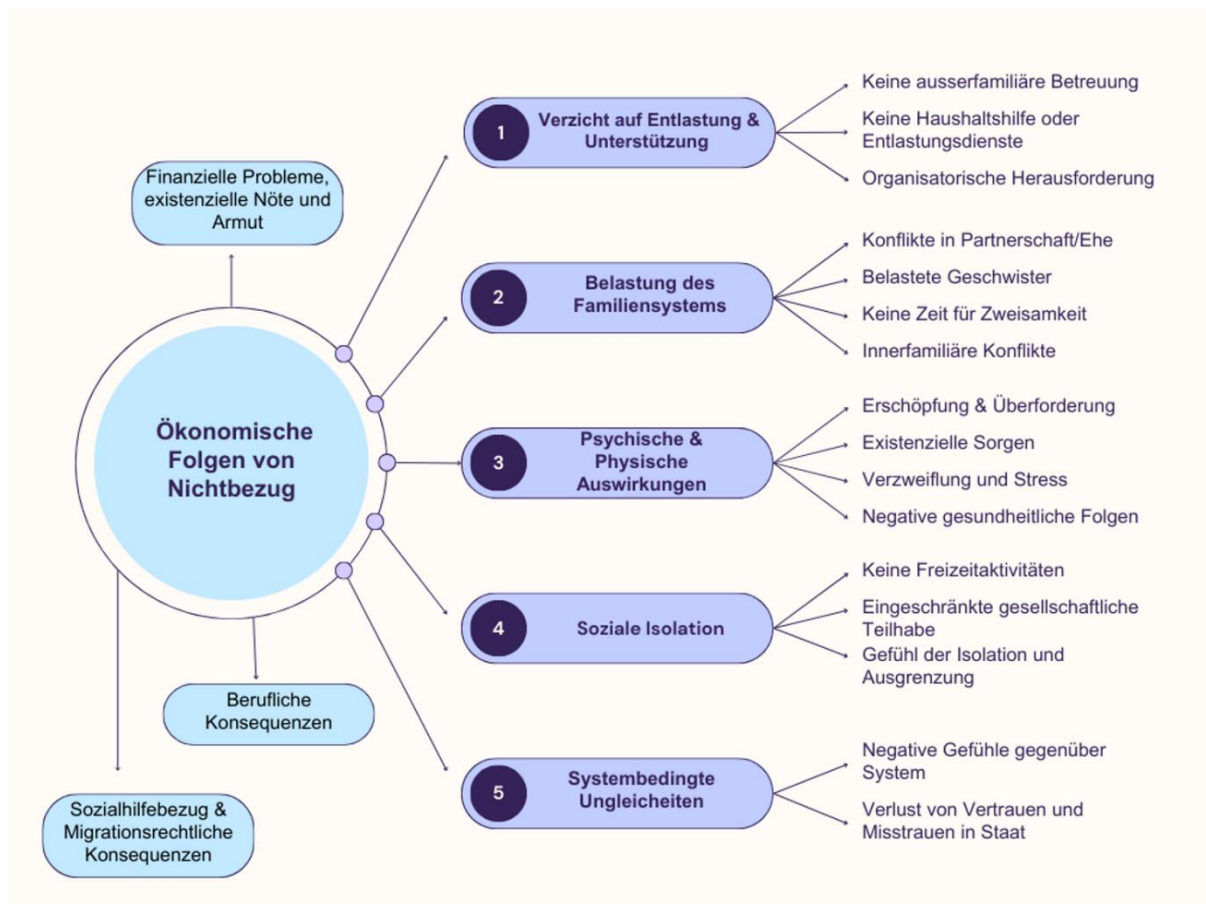 Finanzielle Probleme,
existenzielle Nöte und
Armut
Ökonomische
Folgen von
Nichtbezug
Berufliche
Konsequenzen
Sozialhilfebezug &
Migrationsrechtliche
Konsequenzen
1
Verzicht auf Entlastung &
Unterstützung
Keine ausserfamiliäre Betreuung
Keine Haushaltshilfe oder
Entlastungsdienste
Organisatorische Herausforderung
2
Belastung des
Familiensystems
Konflikte in Partnerschaft/Ehe
Belastete Geschwister
Keine Zeit für Zweisamkeit
Innerfamiliäre Konflikte
3
Psychische &
Physische
Auswirkungen
Erschöpfung & Überforderung
Existenzielle Sorgen
Verzweiflung und Stress
Negative gesundheitliche Folgen
4
Soziale Isolation
Keine Freizeitaktivitäten
Eingeschränkte gesellschaftliche
Teilhabe
Gefühl der Isolation und
Ausgrenzung
5
Systembedingte
Ungleicheiten
Negative Gefühle gegenüber
System
Verlust von Vertrauen und
Misstrauen in Staat